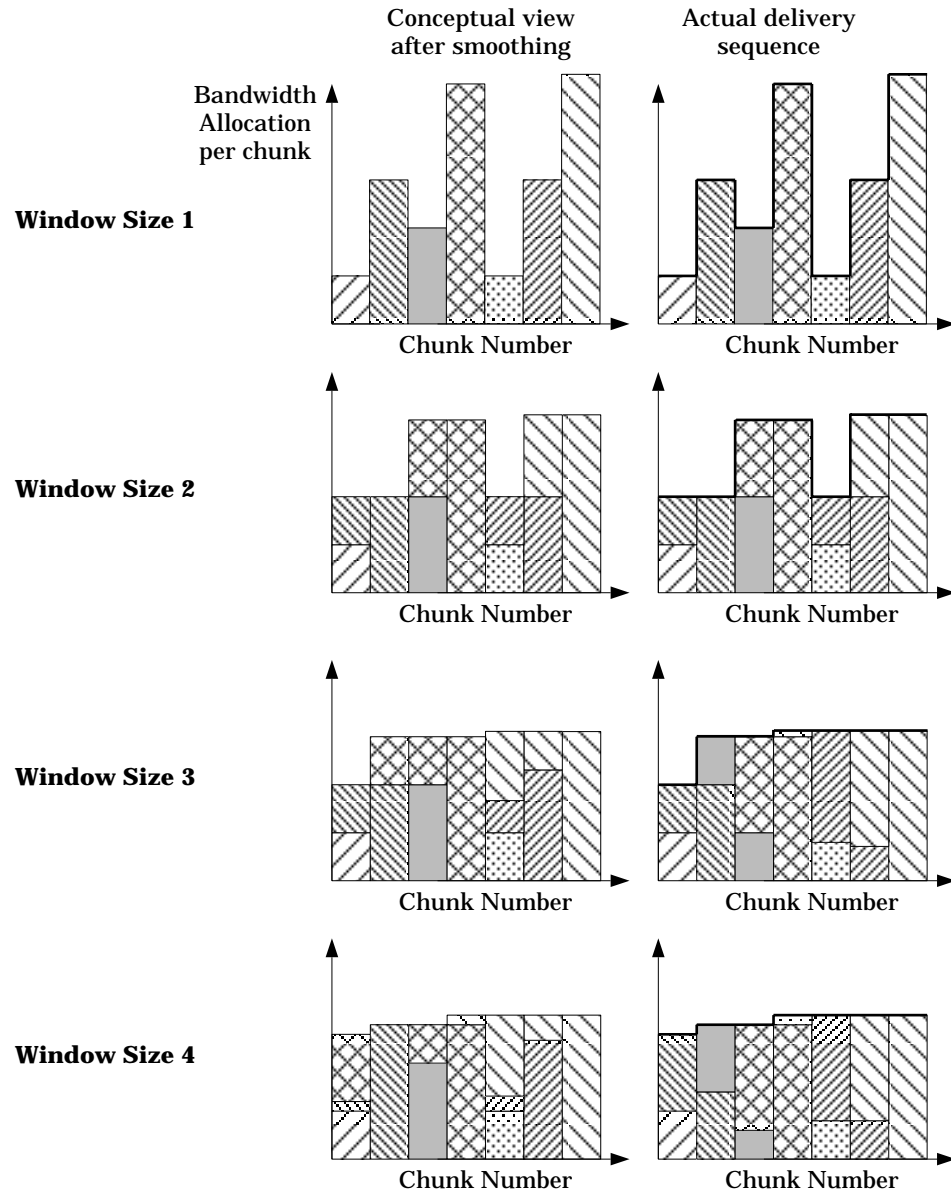 Conceptual view
after smoothing
Actual delivery
sequence
Bandwidth
Allocation
per chunk
Window Size 1
Chunk Number
Chunk Number
Window Size 2
Chunk Number
Chunk Number
Window Size 3
Chunk Number
Chunk Number
Window Size 4
Chunk Number
Chunk Number